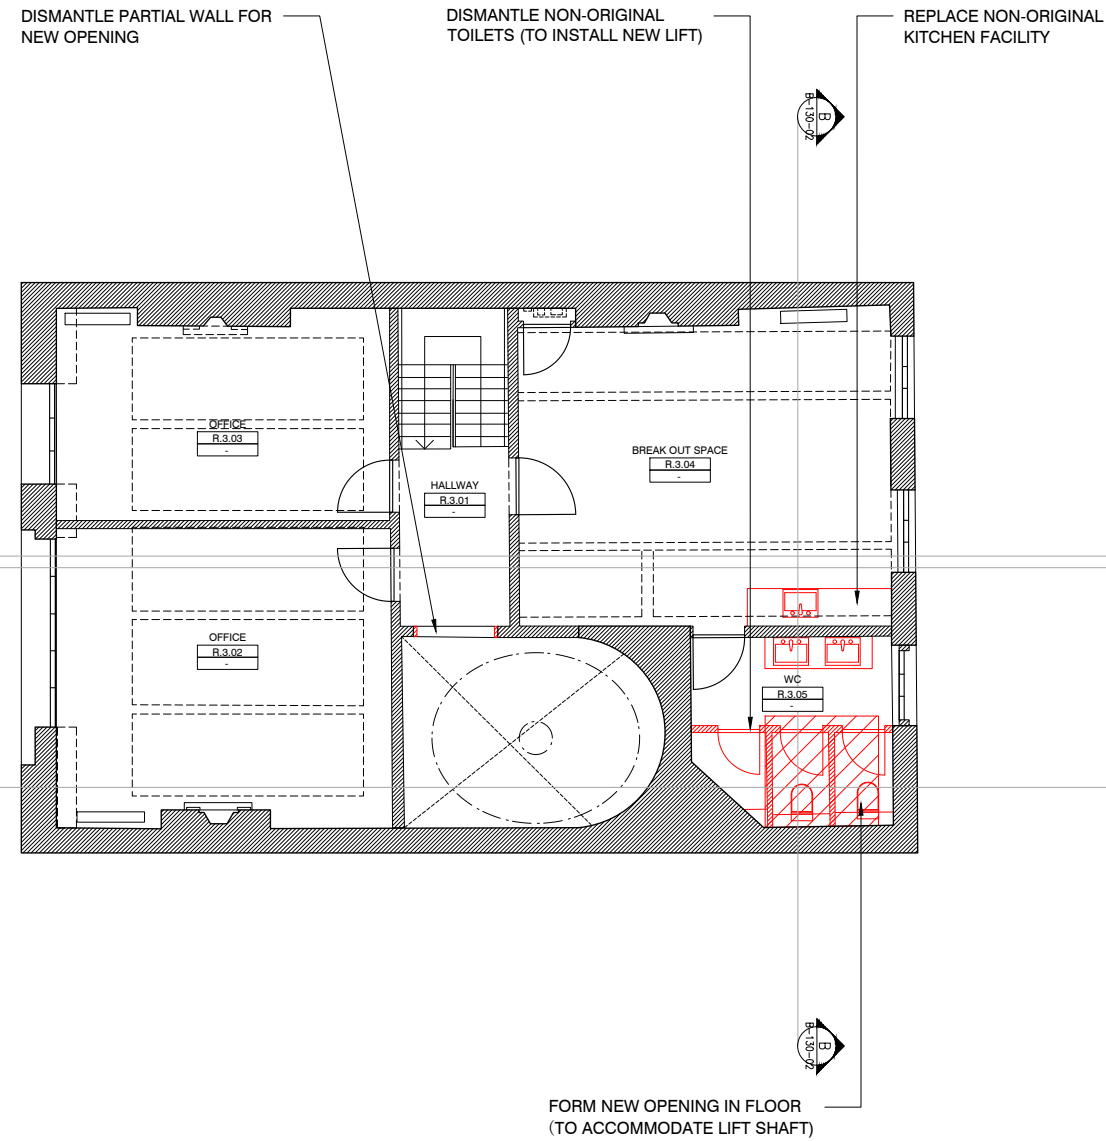 DISMANTLE PARTIAL WALL FOR
NEW OPENING
DISMANTLE NON-ORIGINAL
TOILETS (TO INSTALL NEW LIFT)
REPLACE NON-ORIGINAL
KITCHEN FACILITY
B
B-130-02
OFFICE
R.3.03
-
HALLWAY
R.3.01
-
BREAK OUT SPACE
R.3.04
-
OFFICE
R.3.02
-
WC
R.3.05
-
B
B-130-02
FORM NEW OPENING IN FLOOR
(TO ACCOMMODATE LIFT SHAFT)